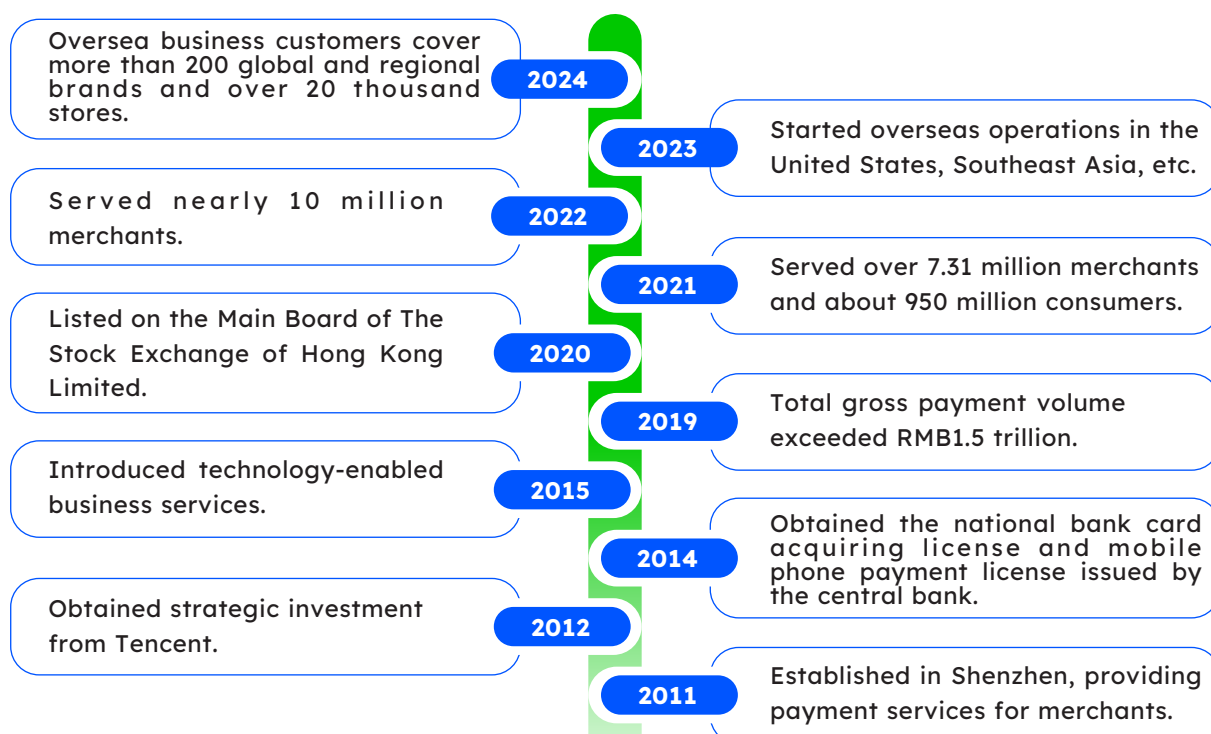 Oversea business customers cover
more than 200 global and regional
brands and over 20 thousand
stores.
2024
2023
Started overseas operations in the
United States, Southeast Asia, etc.
Served nearly 10 million
merchants.
2022
2021
Served over 7.31 million merchants
and about 950 million consumers.
Listed on the Main Board of The
Stock Exchange of Hong Kong
Limited.
2020
2019
Total gross payment volume
exceeded RMB1.5 trillion.
Introduced technology-enabled
business services.
2015
2014
Obtained the national bank card
acquiring license and mobile
phone payment license issued by
the central bank.
Obtained strategic investment
from Tencent.
2012
2011
Established in Shenzhen, providing
payment services for merchants.